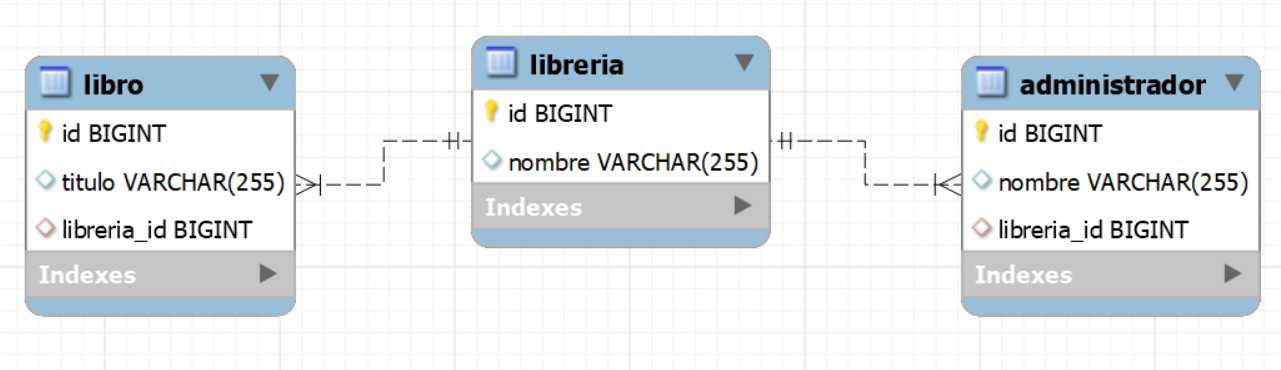 libro
id BIGINT
titulo VARCHAR(255)
libreria_id BIGINT
Indexes
libreria
id BIGINT
nombre VARCHAR(255)
Indexes
administrador
id BIGINT
nombre VARCHAR(255)
libreria_id BIGINT
Indexes